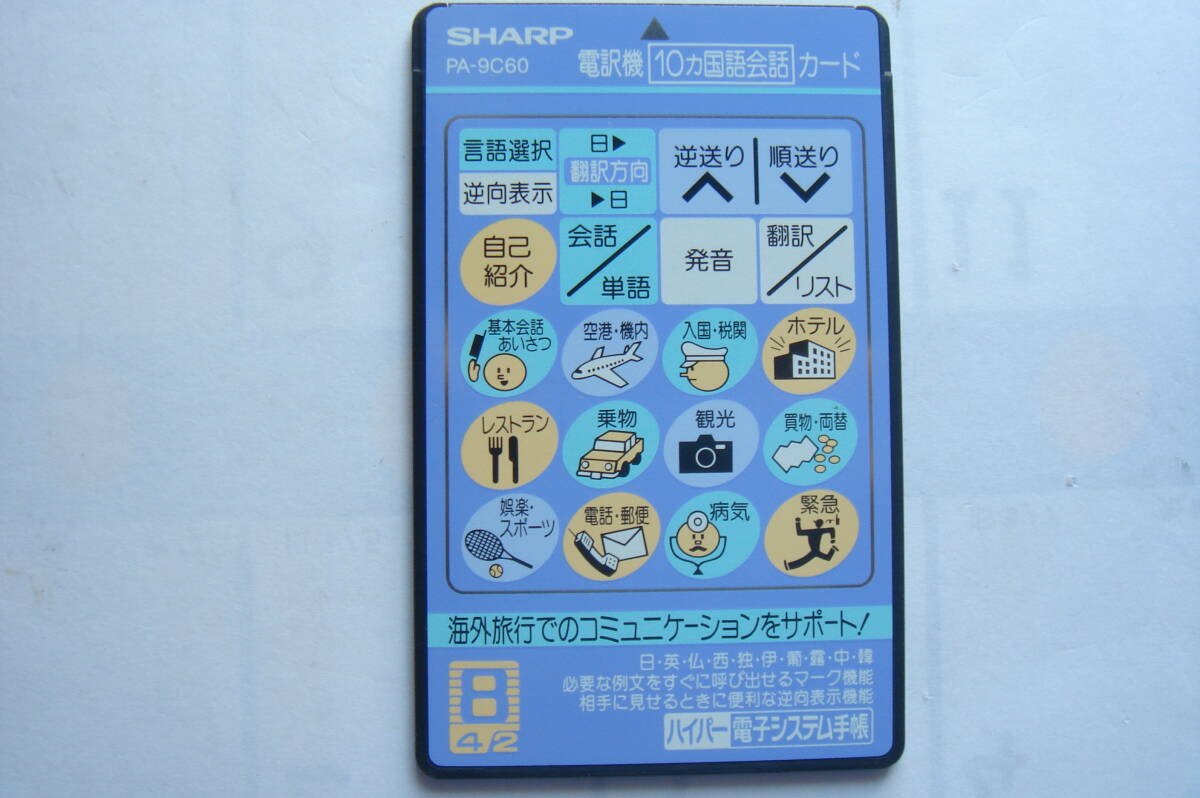 SHARP
PA-9C60 電訳機 10カ国語会話 カード
言語選択
逆向表示
日▶
翻訳方向
▶日
逆送り
順送り
自己
紹介
会話/単語
発音
翻訳/リスト
基本会話
あいさつ
空港・機内
入国・税関
ホテル
レストラン
乗物
観光
買物・両替
娯楽・
スポーツ
電話・郵便
病気
緊急
海外旅行でのコミュニケーションをサポート!
日・英・仏・西・独・伊・葡・露・中・韓
必要な例文をすぐに呼び出せるマーク機能
相手に見せるときに便利な逆向表示機能
ハイパー電子システム手帳
8
4/2